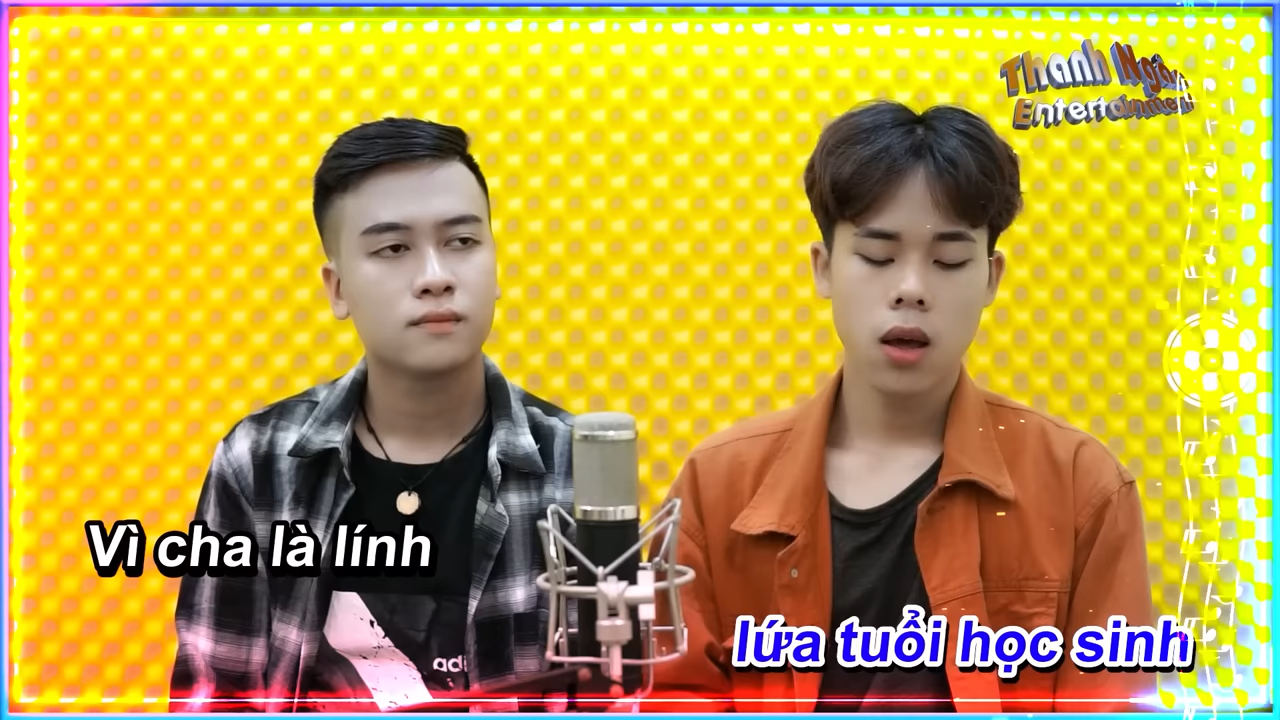 Thanh Ngân
Entertainment
Vì cha là lính
lứa tuổi học sinh